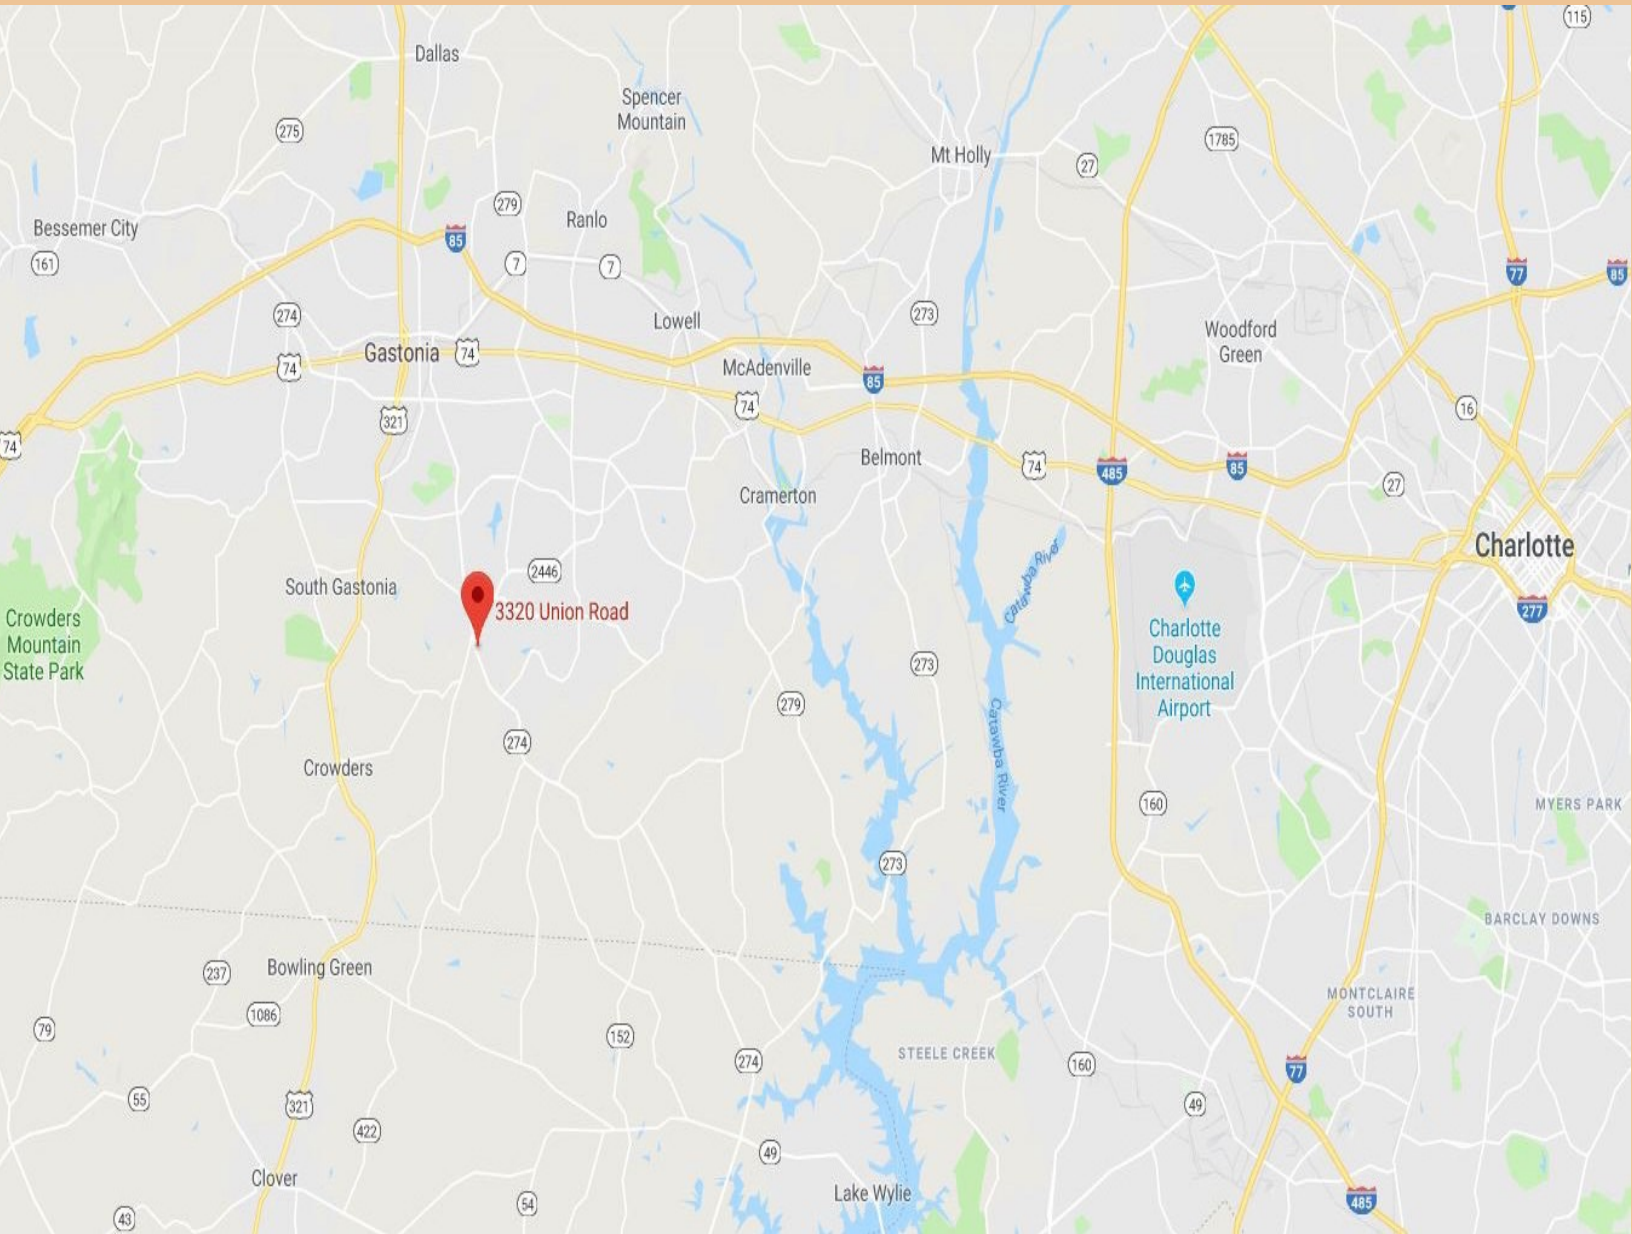 115
Dallas
Spencer
Mountain
275
1785
Mt Holly
27
279
Ranlo
Bessemer City
85
161
7
7
77
85
274
273
Lowell
Woodford
Green
Gastonia
74
74
McAdenville
85
74
16
321
74
Belmont
74
485
85
27
Cramerton
Charlotte
2446
Catawba River
South Gastonia
3320 Union Road
277
Crowders
Mountain
State Park
Charlotte
Douglas
International
Airport
273
279
Catawba River
274
Crowders
160
MYERS PARK
273
BARCLAY DOWNS
237
Bowling Green
MONTCLAIRE
SOUTH
1086
79
152
STEELE CREEK
274
160
77
55
321
49
422
49
Clover
Lake Wylie
54
485
43